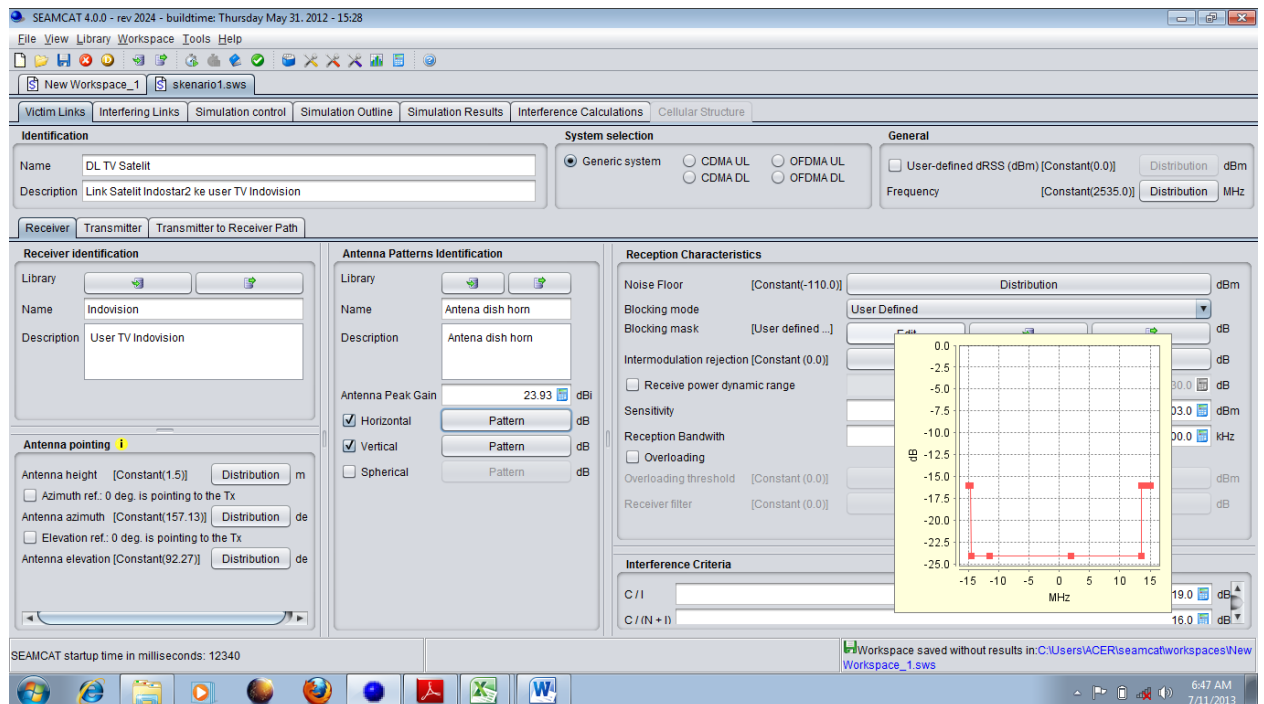 SEAMCAT 4.0.0 - rev 2024 - buildtime: Thursday May 31. 2012 - 15:28
File View Library Workspace Tools Help
New Workspace_1 skenario1.sws
Victim Links Interfering Links Simulation control Simulation Outline Simulation Results Interference Calculations Cellular Structure
Identification
Name DL TV Satelit
Description Link Satelit Indostar2 ke user TV Indovision
System selection
Generic system CDMA UL OFDMA UL
CDMA DL OFDMA DL
General
User-defined dRSS (dBm) [Constant(0.0)] Distribution dBm
Frequency [Constant(2535.0)] Distribution MHz
Receiver Transmitter Transmitter to Receiver Path
Receiver identification
Library
Name Indovision
Description User TV Indovision
Antenna pointing i
Antenna height [Constant(1.5)] Distribution m
Azimuth ref.: 0 deg. is pointing to the Tx
Antenna azimuth [Constant(157.13)] Distribution de
Elevation ref.: 0 deg. is pointing to the Tx
Antenna elevation [Constant(92.27)] Distribution de
Antenna Patterns Identification
Library
Name Antena dish horn
Description Antena dish horn
Antenna Peak Gain 23.93 dBi
Horizontal Pattern dB
Vertical Pattern dB
Spherical Pattern dB
Reception Characteristics
Noise Floor [Constant(-110.0)] Distribution dBm
Blocking mode User Defined
Blocking mask [User defined ...] Edit dB
Intermodulation rejection [Constant (0.0)] dB
Receive power dynamic range 30.0 dB
Sensitivity 03.0 dBm
Reception Bandwith 00.0 kHz
Overloading
Overloading threshold [Constant (0.0)] dBm
Receiver filter [Constant (0.0)] dB
Interference Criteria
C / I 19.0 dB
C / (N + I) 16.0 dB
0.0
-2.5
-5.0
-7.5
-10.0
-12.5
-15.0
-17.5
-20.0
-22.5
-25.0
dB
-15 -10 -5 0 5 10 15
MHz
SEAMCAT startup time in milliseconds: 12340
Workspace saved without results in:C:\Users\ACER\seamcat\workspaces\New
Workspace_1.sws
6:47 AM
7/11/2013